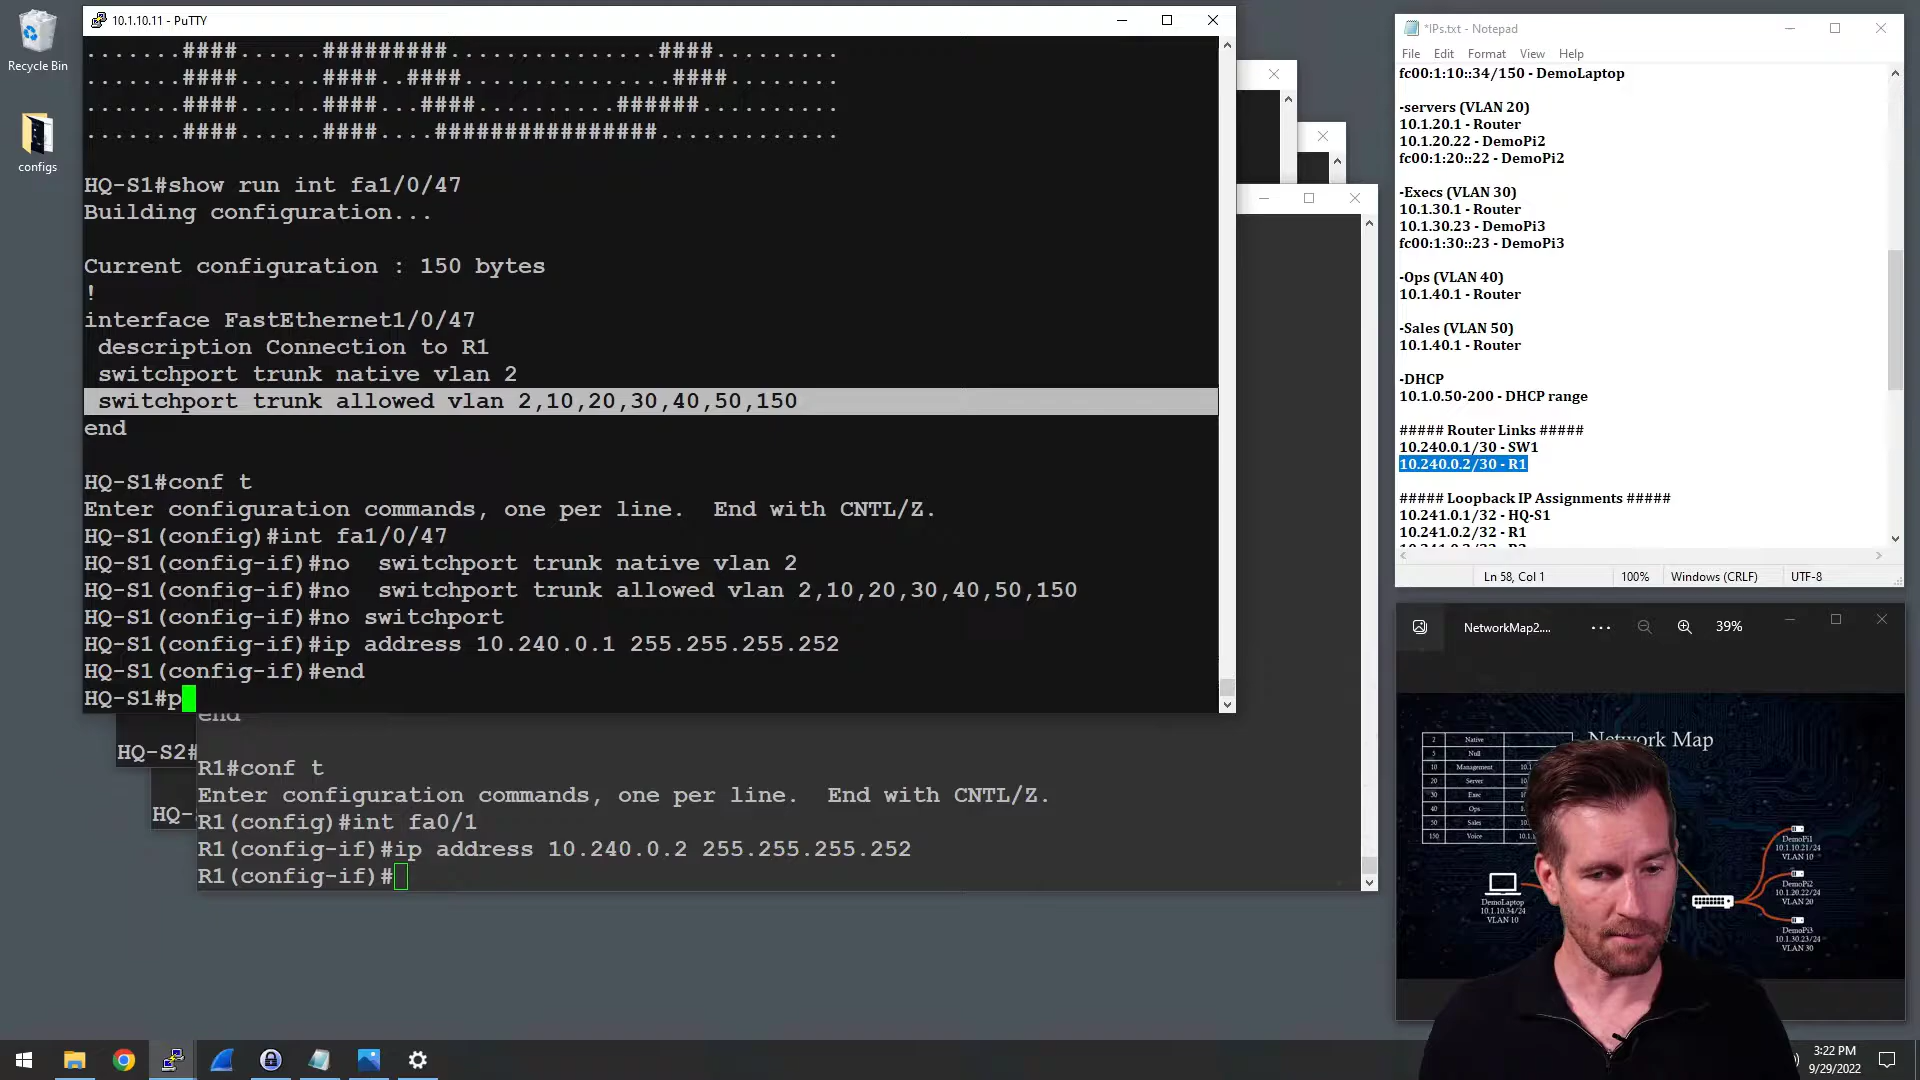 Recycle Bin
configs
10.1.10.11 - PuTTY
.......####......#########...............####.........
.......####......####..####...............####........
.......####......####...####..........######..........
.......####......####....################.............
HQ-S1#show run int fa1/0/47
Building configuration...
Current configuration : 150 bytes
!
interface FastEthernet1/0/47
description Connection to R1
switchport trunk native vlan 2
switchport trunk allowed vlan 2,10,20,30,40,50,150
end
HQ-S1#conf t
Enter configuration commands, one per line.  End with CNTL/Z.
HQ-S1(config)#int fa1/0/47
HQ-S1(config-if)#no  switchport trunk native vlan 2
HQ-S1(config-if)#no  switchport trunk allowed vlan 2,10,20,30,40,50,150
HQ-S1(config-if)#no switchport
HQ-S1(config-if)#ip address 10.240.0.1 255.255.255.252
HQ-S1(config-if)#end
HQ-S1#p
end
HQ-S2#
HQ-
R1#conf t
Enter configuration commands, one per line.  End with CNTL/Z.
R1(config)#int fa0/1
R1(config-if)#ip address 10.240.0.2 255.255.255.252
R1(config-if)#
*IPs.txt - Notepad
File Edit Format View Help
fc00:1:10::34/150 - DemoLaptop
-servers (VLAN 20)
10.1.20.1 - Router
10.1.20.22 - DemoPi2
fc00:1:20::22 - DemoPi2
-Execs (VLAN 30)
10.1.30.1 - Router
10.1.30.23 - DemoPi3
fc00:1:30::23 - DemoPi3
-Ops (VLAN 40)
10.1.40.1 - Router
-Sales (VLAN 50)
10.1.40.1 - Router
-DHCP
10.1.0.50-200 - DHCP range
##### Router Links #####
10.240.0.1/30 - SW1
10.240.0.2/30 - R1
##### Loopback IP Assignments #####
10.241.0.1/32 - HQ-S1
10.241.0.2/32 - R1
Ln 58, Col 1 100% Windows (CRLF) UTF-8
NetworkMap2.... ... 39%
Network Map
2 Native
5 Null
10 Management 10.1
20 Server 10
30 Exec 10
40 Ops 10
50 Sales 10
150 Voice 10.1
DemoLaptop
10.1.10.34/24
VLAN 10
DemoPi1
10.1.10.21/24
VLAN 10
DemoPi2
10.1.20.22/24
VLAN 20
DemoPi3
10.1.30.23/24
VLAN 30
3:22 PM
9/29/2022